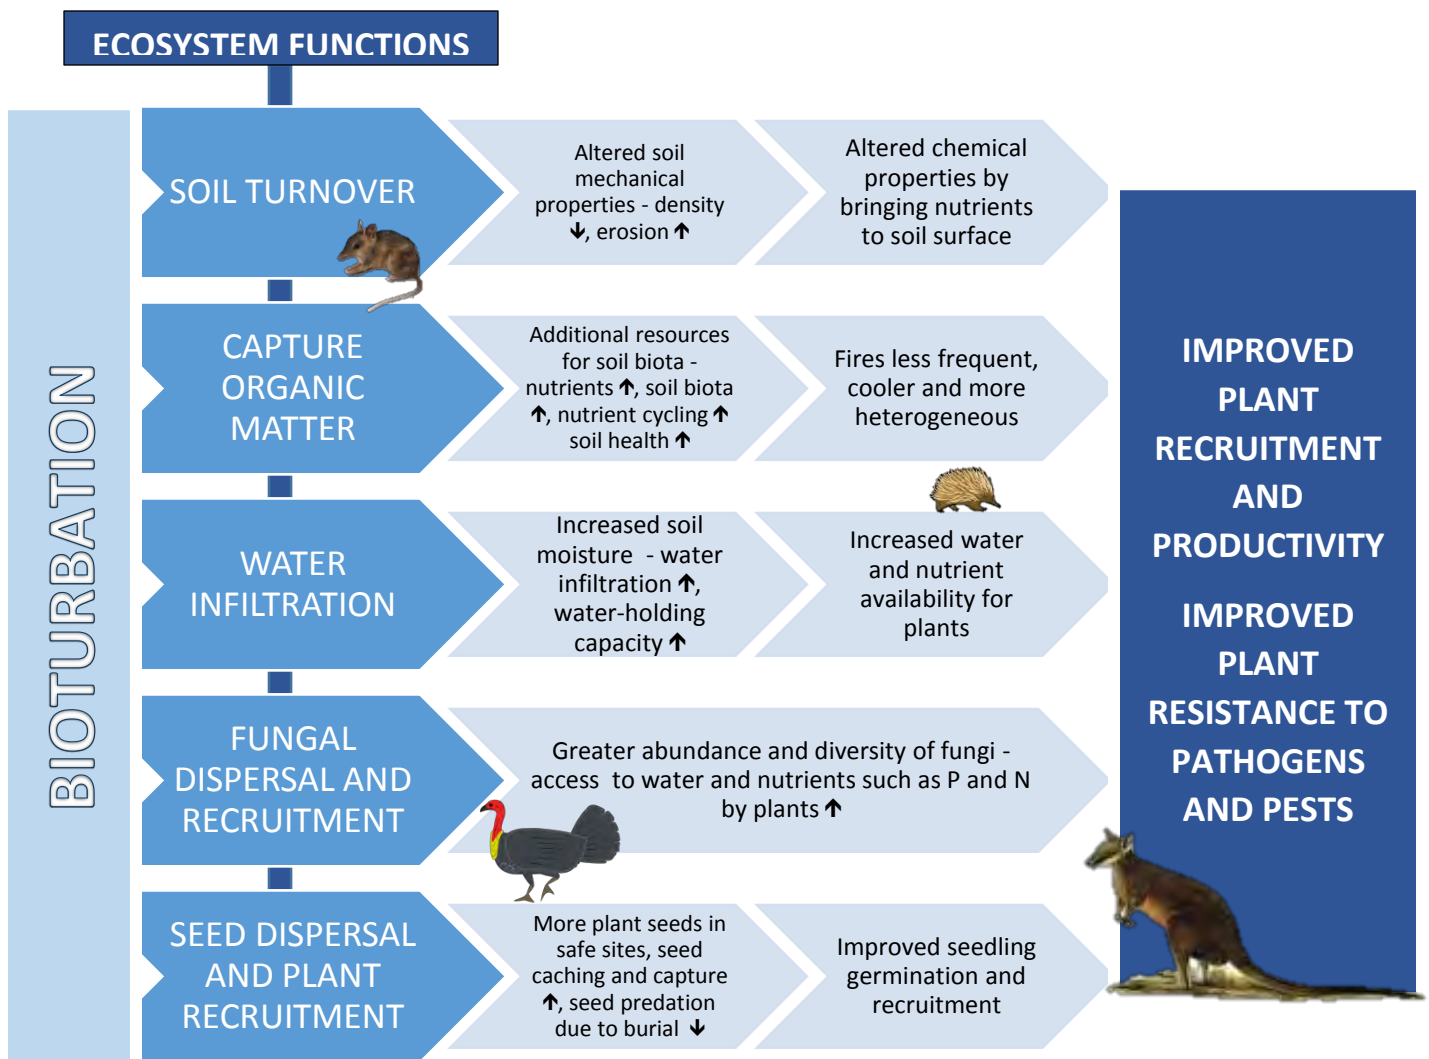 ECOSYSTEM FUNCTIONS
BIOTURBATION
SOIL TURNOVER
Altered soil
mechanical
properties - density
🡫, erosion 🡩
Altered chemical
properties by
bringing nutrients
to soil surface
CAPTURE
ORGANIC
MATTER
Additional resources
for soil biota -
nutrients 🡩, soil biota
🡩, nutrient cycling 🡩
soil health 🡩
Fires less frequent,
cooler and more
heterogeneous
WATER
INFILTRATION
Increased soil
moisture - water
infiltration 🡩,
water-holding
capacity 🡩
Increased water
and nutrient
availability for
plants
FUNGAL
DISPERSAL AND
RECRUITMENT
Greater abundance and diversity of fungi -
access to water and nutrients such as P and N
by plants 🡩
SEED DISPERSAL
AND PLANT
RECRUITMENT
More plant seeds in
safe sites, seed
caching and capture
🡩, seed predation
due to burial 🡫
Improved seedling
germination and
recruitment
IMPROVED
PLANT
RECRUITMENT
AND
PRODUCTIVITY
IMPROVED
PLANT
RESISTANCE TO
PATHOGENS
AND PESTS